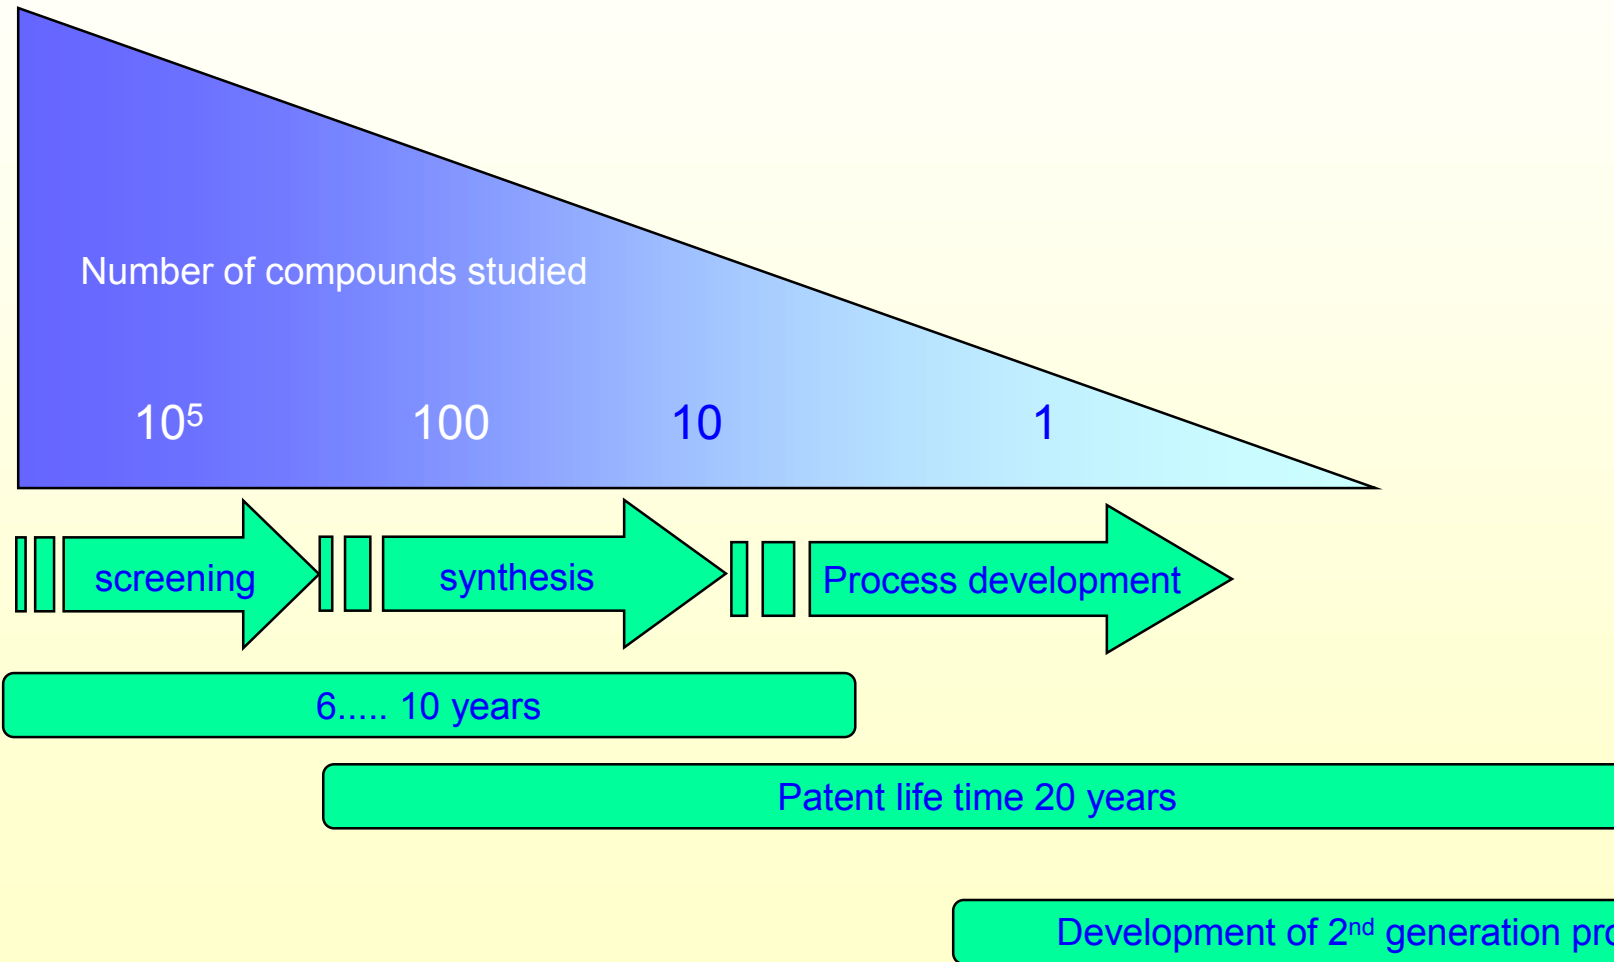 Number of compounds studied
10⁵ 100 10 1
screening synthesis Process development
6..... 10 years
Patent life time 20 years
Development of 2ⁿᵈ generation